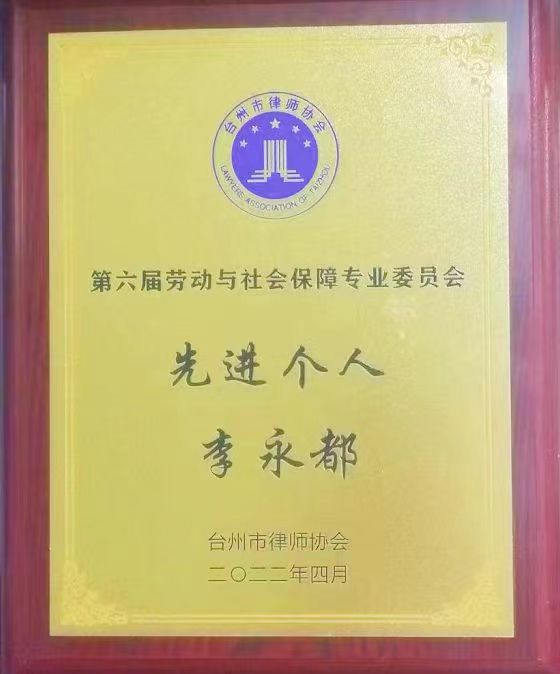 台州市律师协会
LAWYERS ASSOCIATION OF TAIZHOU
第六届劳动与社会保障专业委员会
先进个人
李永都
台州市律师协会
二〇二二年四月